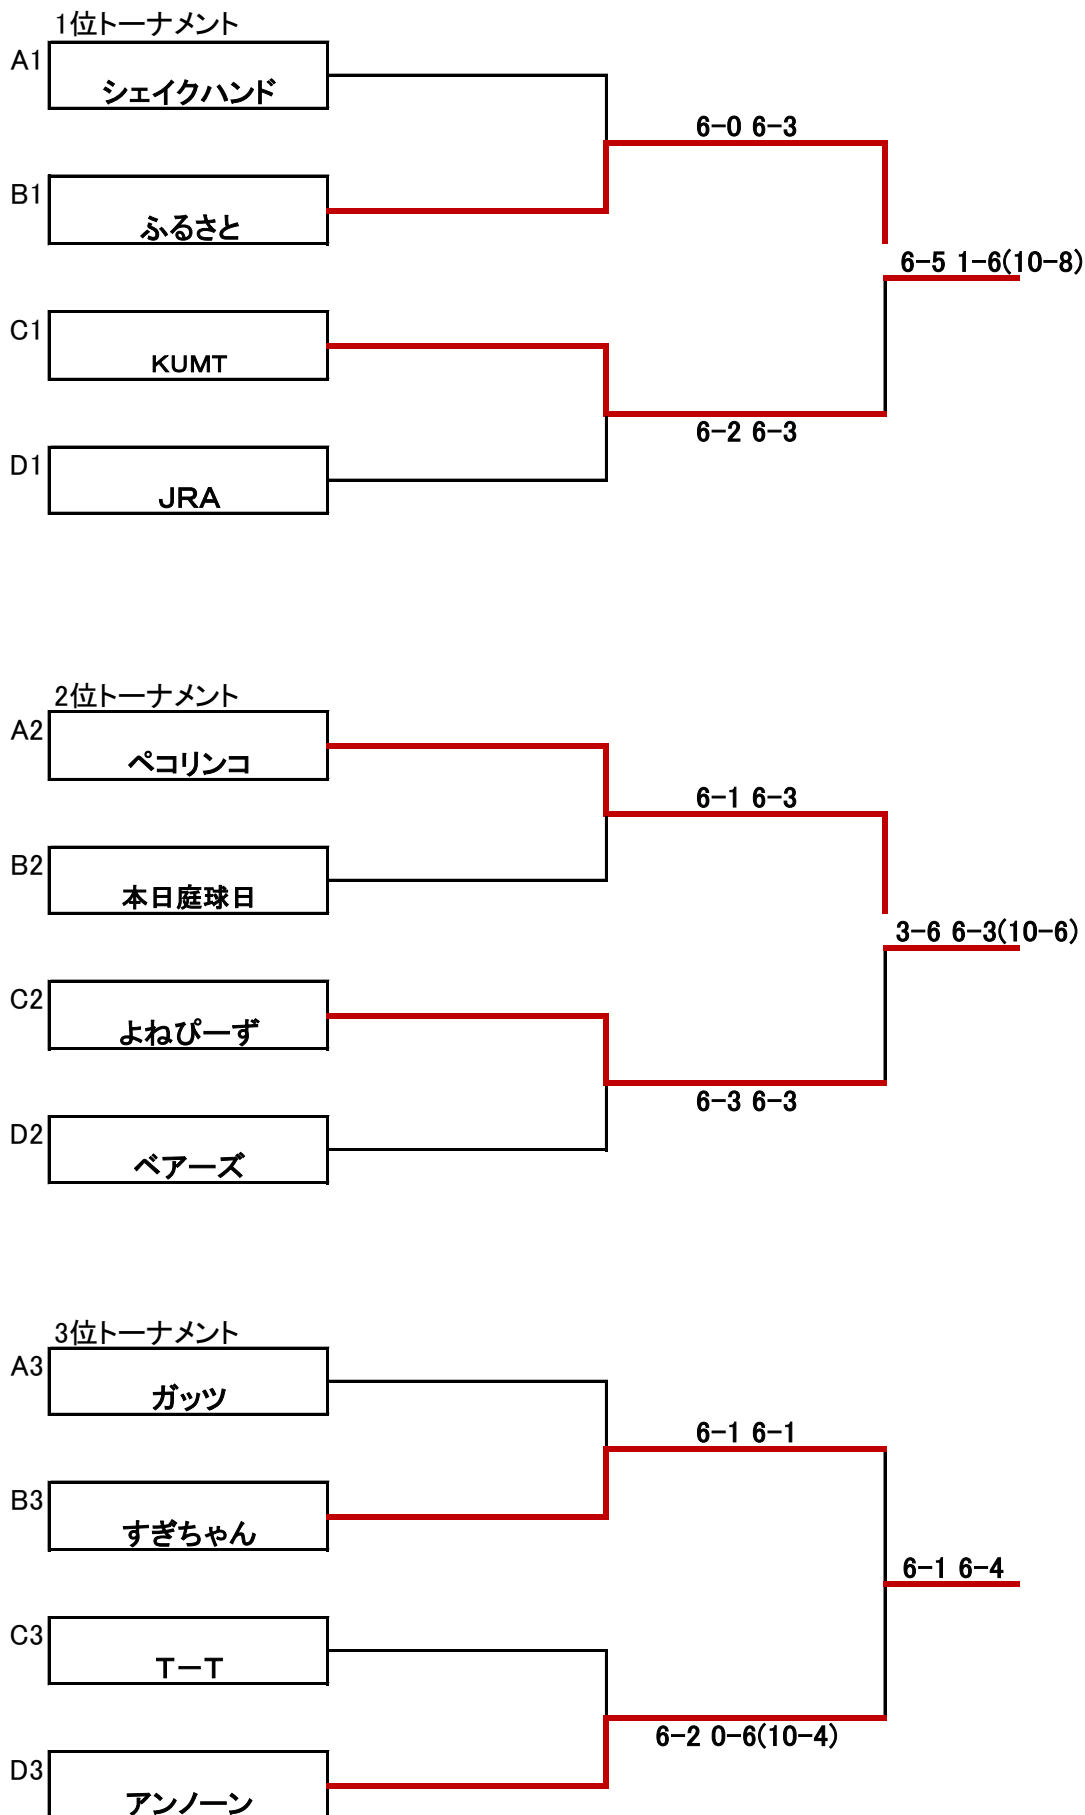 1位トーナメント
A1
シェイクハンド
6-0 6-3
B1
ふるさと
6-5 1-6(10-8)
C1
KUMT
6-2 6-3
D1
JRA
2位トーナメント
A2
ペコリンコ
6-1 6-3
B2
本日庭球日
3-6 6-3(10-6)
C2
よねぴーず
6-3 6-3
D2
ベアーズ
3位トーナメント
A3
ガッツ
6-1 6-1
B3
すぎちゃん
6-1 6-4
C3
T-T
6-2 0-6(10-4)
D3
アンノーン